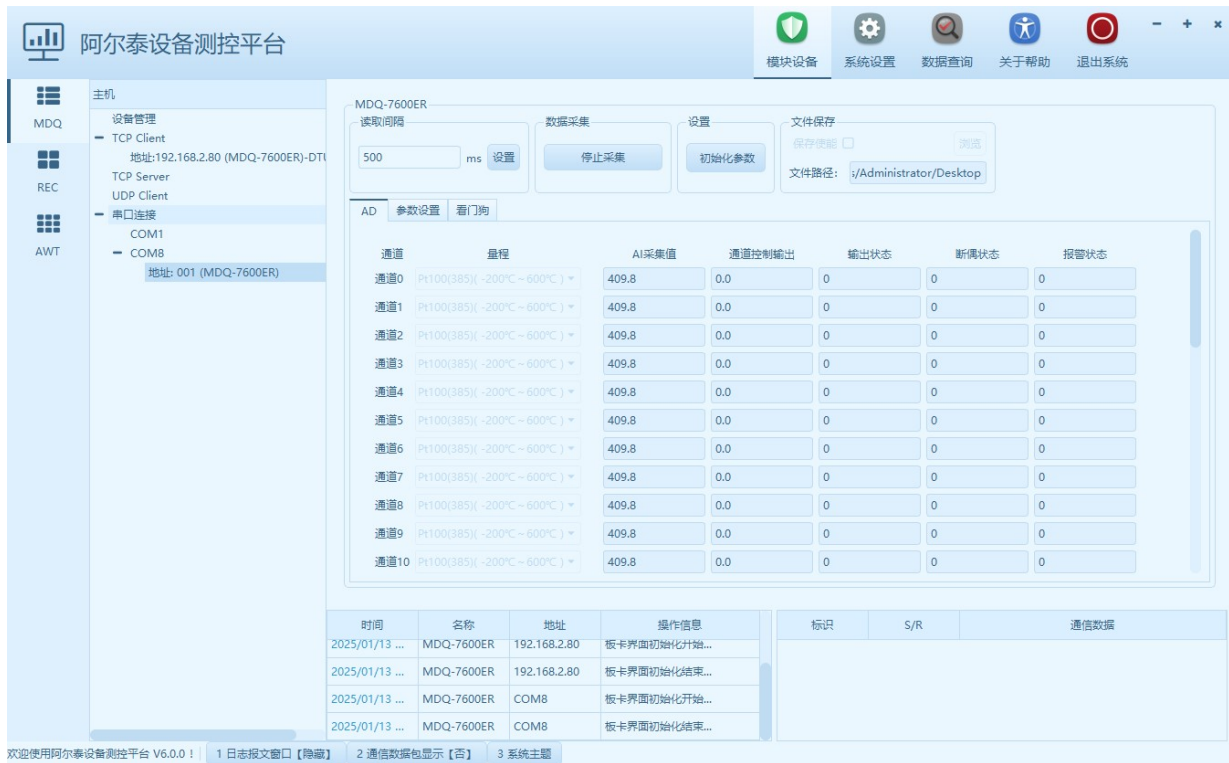 阿尔泰设备测控平台
模块设备 系统设置 数据查询 关于帮助 退出系统
MDQ
REC
AWT
主机
设备管理
TCP Client
地址:192.168.2.80 (MDQ-7600ER)-DTU
TCP Server
UDP Client
串口连接
COM1
COM8
地址: 001 (MDQ-7600ER)
MDQ-7600ER
读取间隔 数据采集 设置 文件保存
保存使能 浏览
500 ms 设置 停止采集 初始化参数
文件路径： ;/Administrator/Desktop
AD 参数设置 看门狗
通道 量程 AI采集值 通道控制输出 输出状态 断偶状态 报警状态
通道0 Pt100(385)( -200℃ ~ 600℃ ) 409.8 0.0 0 0 0
通道1 Pt100(385)( -200℃ ~ 600℃ ) 409.8 0.0 0 0 0
通道2 Pt100(385)( -200℃ ~ 600℃ ) 409.8 0.0 0 0 0
通道3 Pt100(385)( -200℃ ~ 600℃ ) 409.8 0.0 0 0 0
通道4 Pt100(385)( -200℃ ~ 600℃ ) 409.8 0.0 0 0 0
通道5 Pt100(385)( -200℃ ~ 600℃ ) 409.8 0.0 0 0 0
通道6 Pt100(385)( -200℃ ~ 600℃ ) 409.8 0.0 0 0 0
通道7 Pt100(385)( -200℃ ~ 600℃ ) 409.8 0.0 0 0 0
通道8 Pt100(385)( -200℃ ~ 600℃ ) 409.8 0.0 0 0 0
通道9 Pt100(385)( -200℃ ~ 600℃ ) 409.8 0.0 0 0 0
通道10 Pt100(385)( -200℃ ~ 600℃ ) 409.8 0.0 0 0 0
时间 名称 地址 操作信息 标识 S/R 通信数据
2025/01/13 ... MDQ-7600ER 192.168.2.80 板卡界面初始化开始...
2025/01/13 ... MDQ-7600ER 192.168.2.80 板卡界面初始化结束...
2025/01/13 ... MDQ-7600ER COM8 板卡界面初始化开始...
2025/01/13 ... MDQ-7600ER COM8 板卡界面初始化结束...
欢迎使用阿尔泰设备测控平台 V6.0.0！ 1 日志报文窗口【隐藏】 2 通信数据包显示【否】 3 系统主题